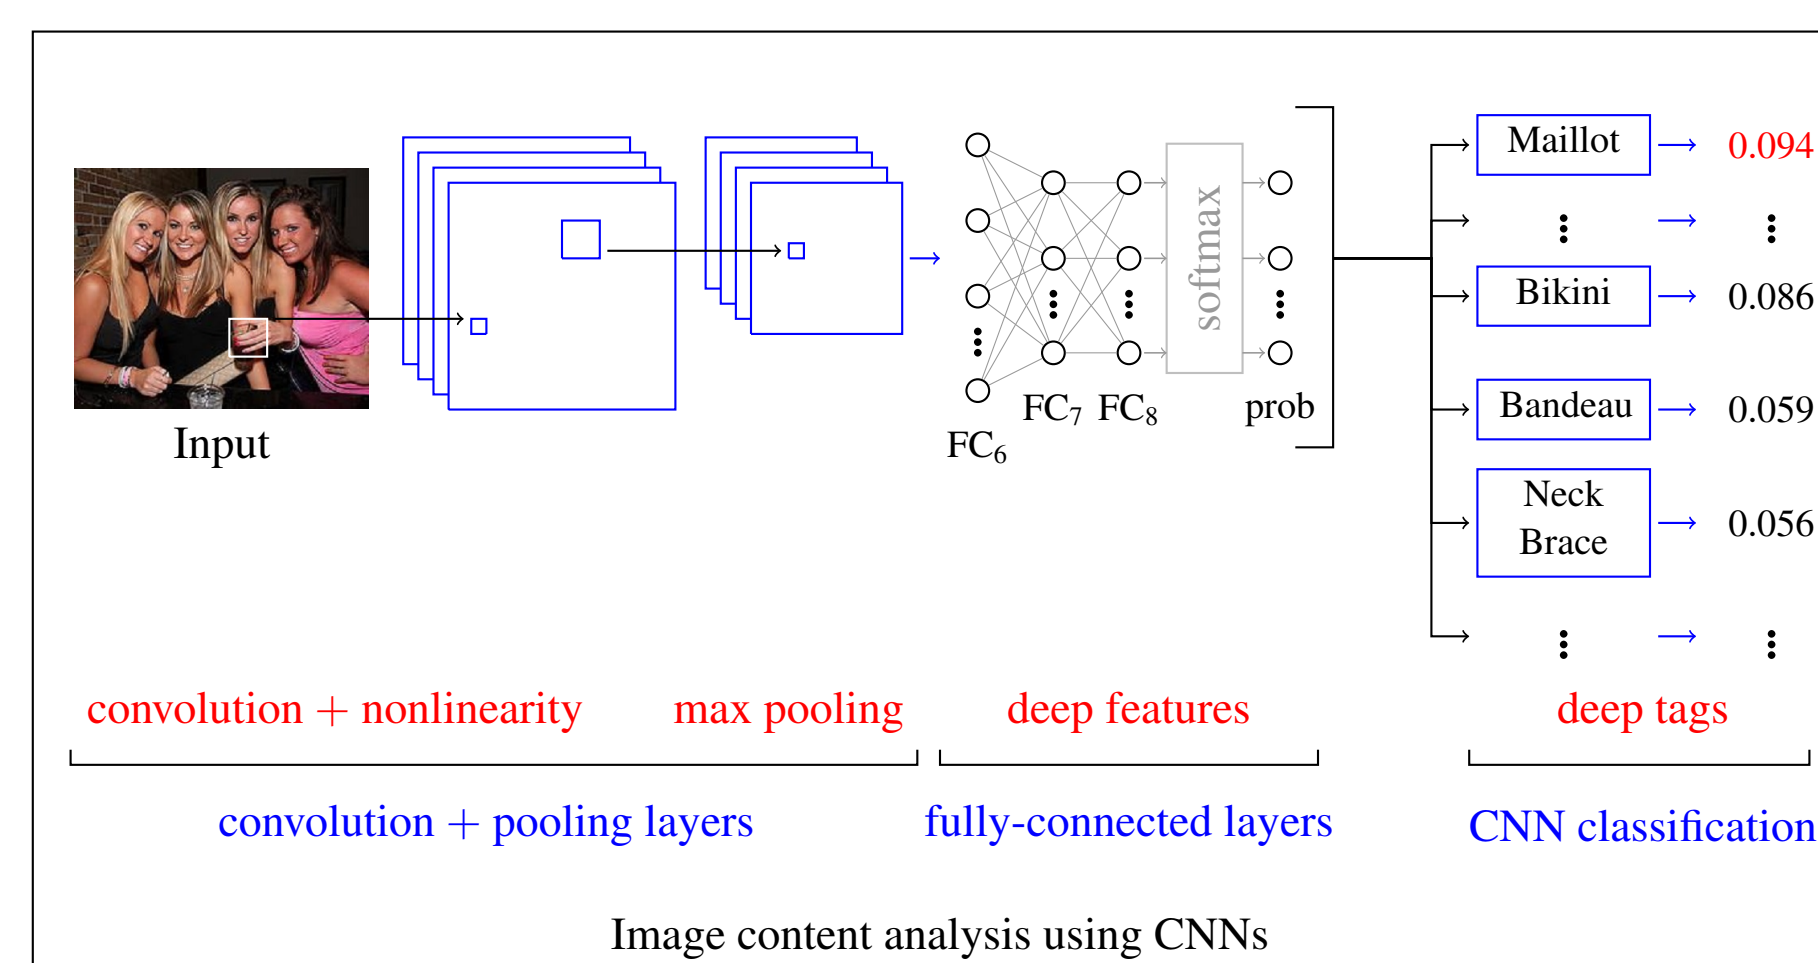 Input
FC₆
FC₇
FC₈
softmax
prob
Maillot
0.094
Bikini
0.086
Bandeau
0.059
Neck
Brace
0.056
convolution + nonlinearity
max pooling
deep features
deep tags
convolution + pooling layers
fully-connected layers
CNN classification
Image content analysis using CNNs